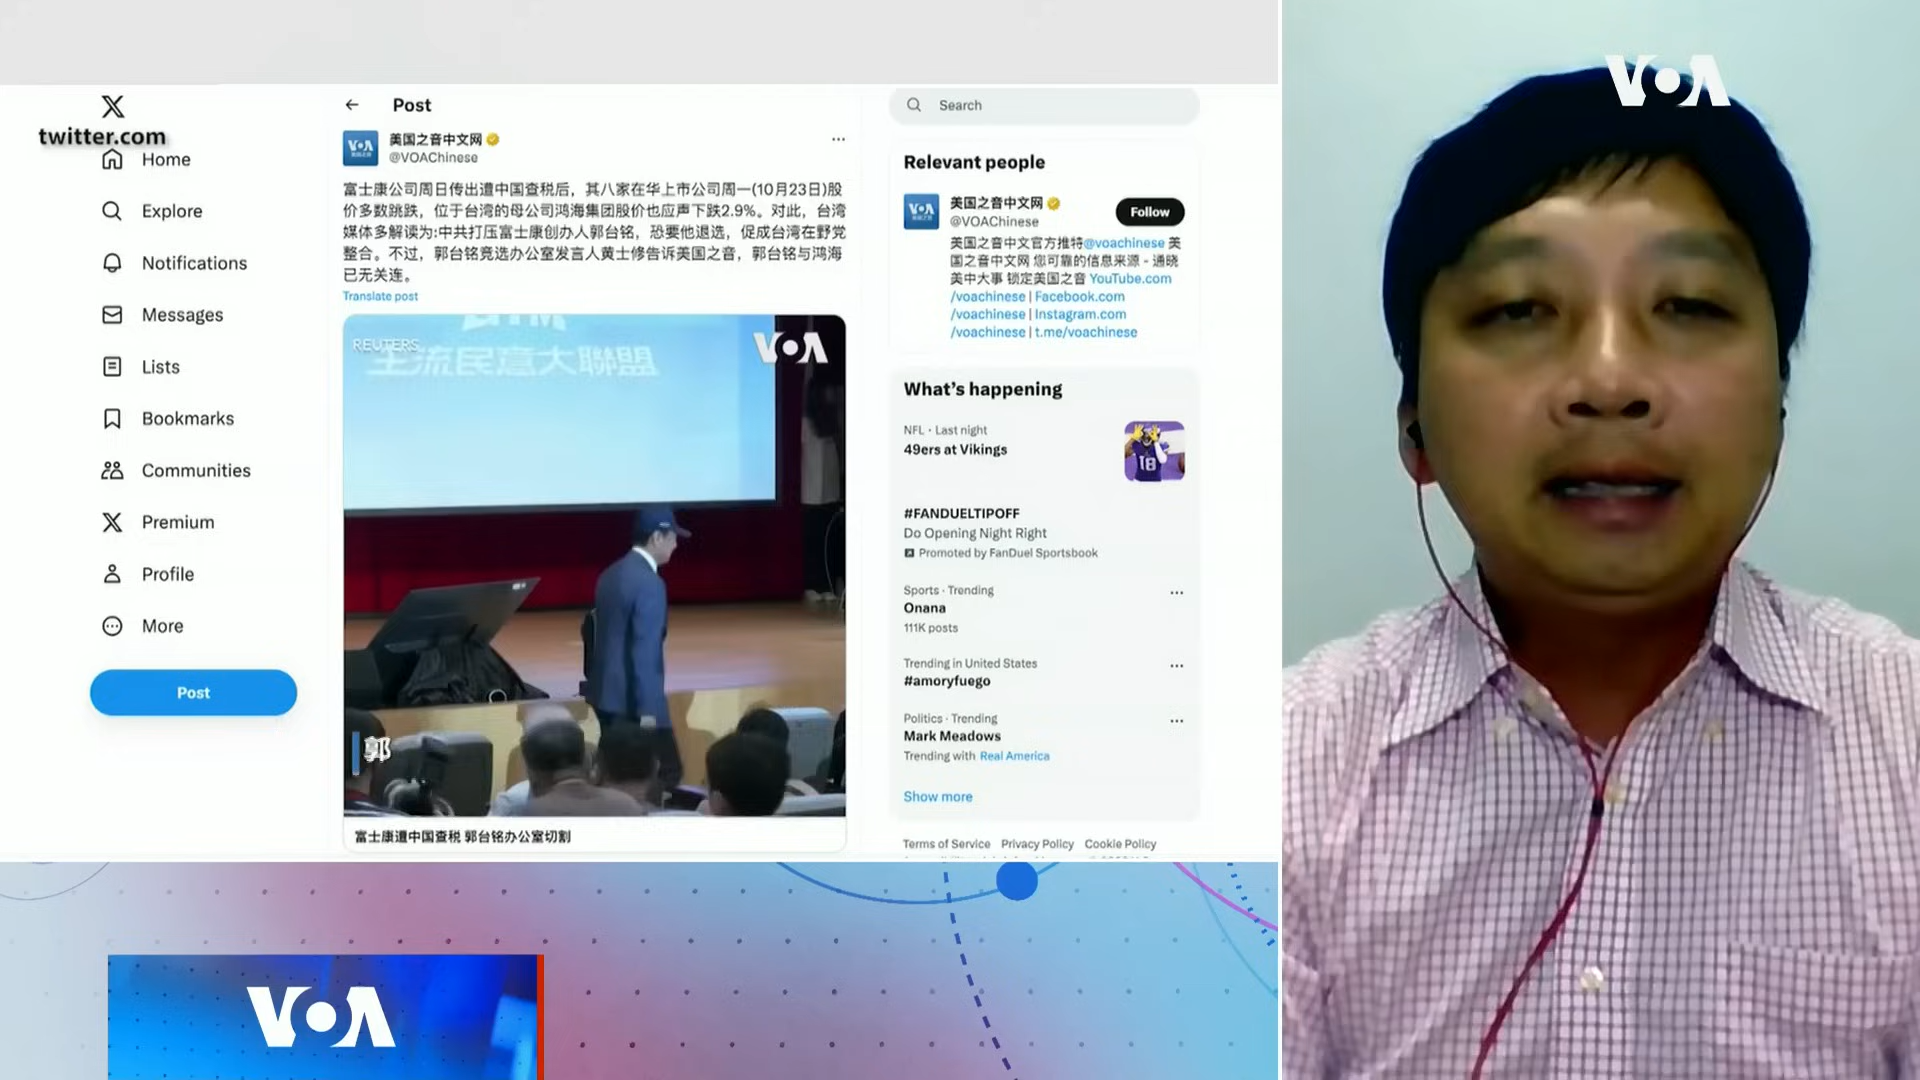 X
twitter.com
Home
Explore
Notifications
Messages
Lists
Bookmarks
Communities
Premium
Profile
More
Post
Post
美国之音中文网
@VOAChinese
富士康公司周日传出遭中国查税后，其八家在华上市公司周一(10月23日)股
价多数跳跌，位于台湾的母公司鸿海集团股价也应声下跌2.9%。对此，台湾
媒体多解读为:中共打压富士康创办人郭台铭，恐要他退选，促成台湾在野党
整合。不过，郭台铭竞选办公室发言人黄士修告诉美国之音，郭台铭与鸿海
已无关连。
Translate post
REUTERS
VOA
主流民意大聯盟
郭
富士康遭中国查税 郭台铭办公室切割
Search
Relevant people
美国之音中文网
@VOAChinese
Follow
美国之音中文官方推特@voachinese 美
国之音中文网 您可靠的信息来源 - 通晓
美中大事 锁定美国之音 YouTube.com
/voachinese | Facebook.com
/voachinese | Instagram.com
/voachinese | t.me/voachinese
What's happening
NFL · Last night
49ers at Vikings
18
#FANDUELTIPOFF
Do Opening Night Right
Promoted by FanDuel Sportsbook
Sports · Trending
Onana
111K posts
Trending in United States
#amoryfuego
Politics · Trending
Mark Meadows
Trending with Real America
Show more
Terms of Service Privacy Policy Cookie Policy
VOA
VOA